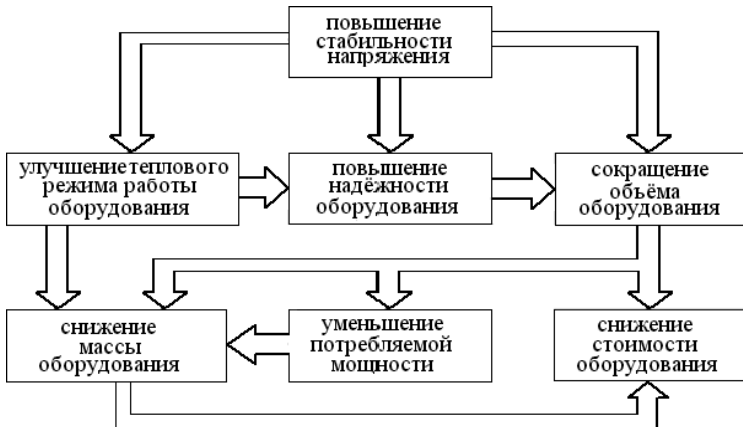 повышение
стабильности
напряжения
улучшение теплового
режима работы
оборудования
повышение
надёжности
оборудования
сокращение
обьёма
оборудования
снижение
массы
оборудования
уменьшение
потребляемой
мощности
снижение
стоимости
оборудования